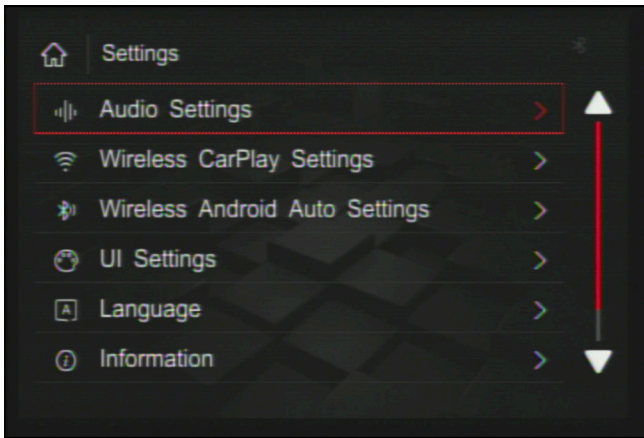 Settings
Audio Settings
Wireless CarPlay Settings
Wireless Android Auto Settings
UI Settings
A Language
Information